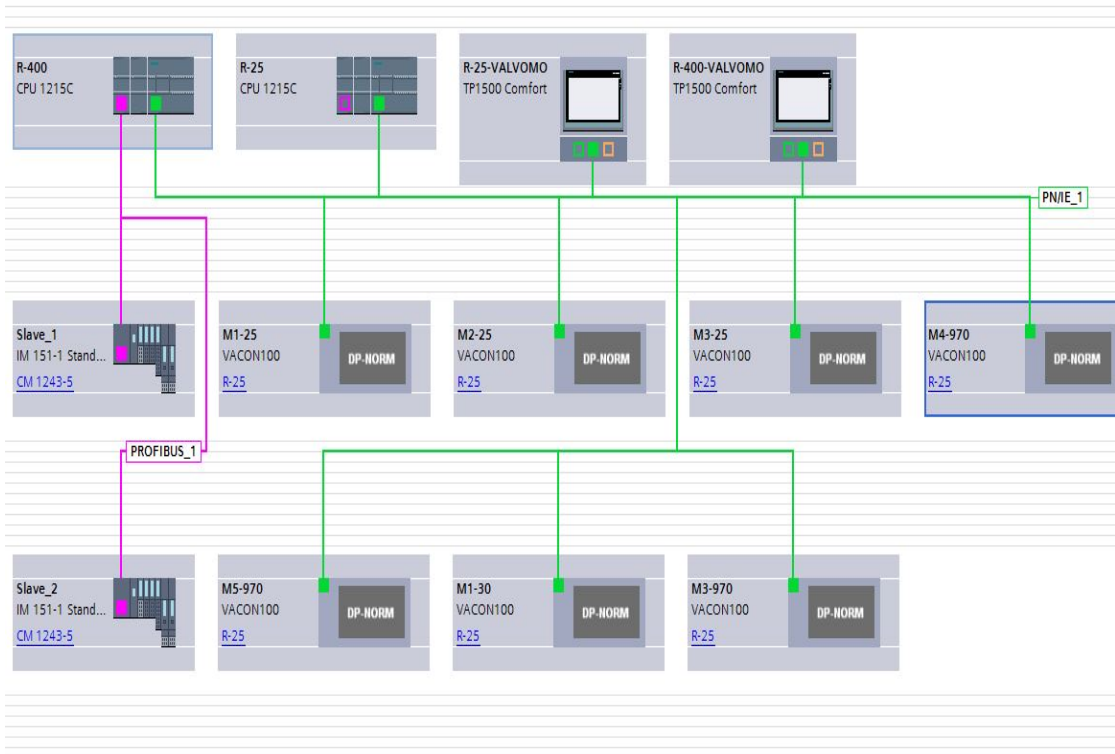 R-400
CPU 1215C
R-25
CPU 1215C
R-25-VALVOMO
TP1500 Comfort
R-400-VALVOMO
TP1500 Comfort
PN/IE_1
Slave_1
IM 151-1 Stand...
CM 1243-5
M1-25
VACON100
R-25
DP-NORM
M2-25
VACON100
R-25
DP-NORM
M3-25
VACON100
R-25
DP-NORM
M4-970
VACON100
R-25
DP-NORM
PROFIBUS_1
Slave_2
IM 151-1 Stand...
CM 1243-5
M5-970
VACON100
R-25
DP-NORM
M1-30
VACON100
R-25
DP-NORM
M3-970
VACON100
R-25
DP-NORM